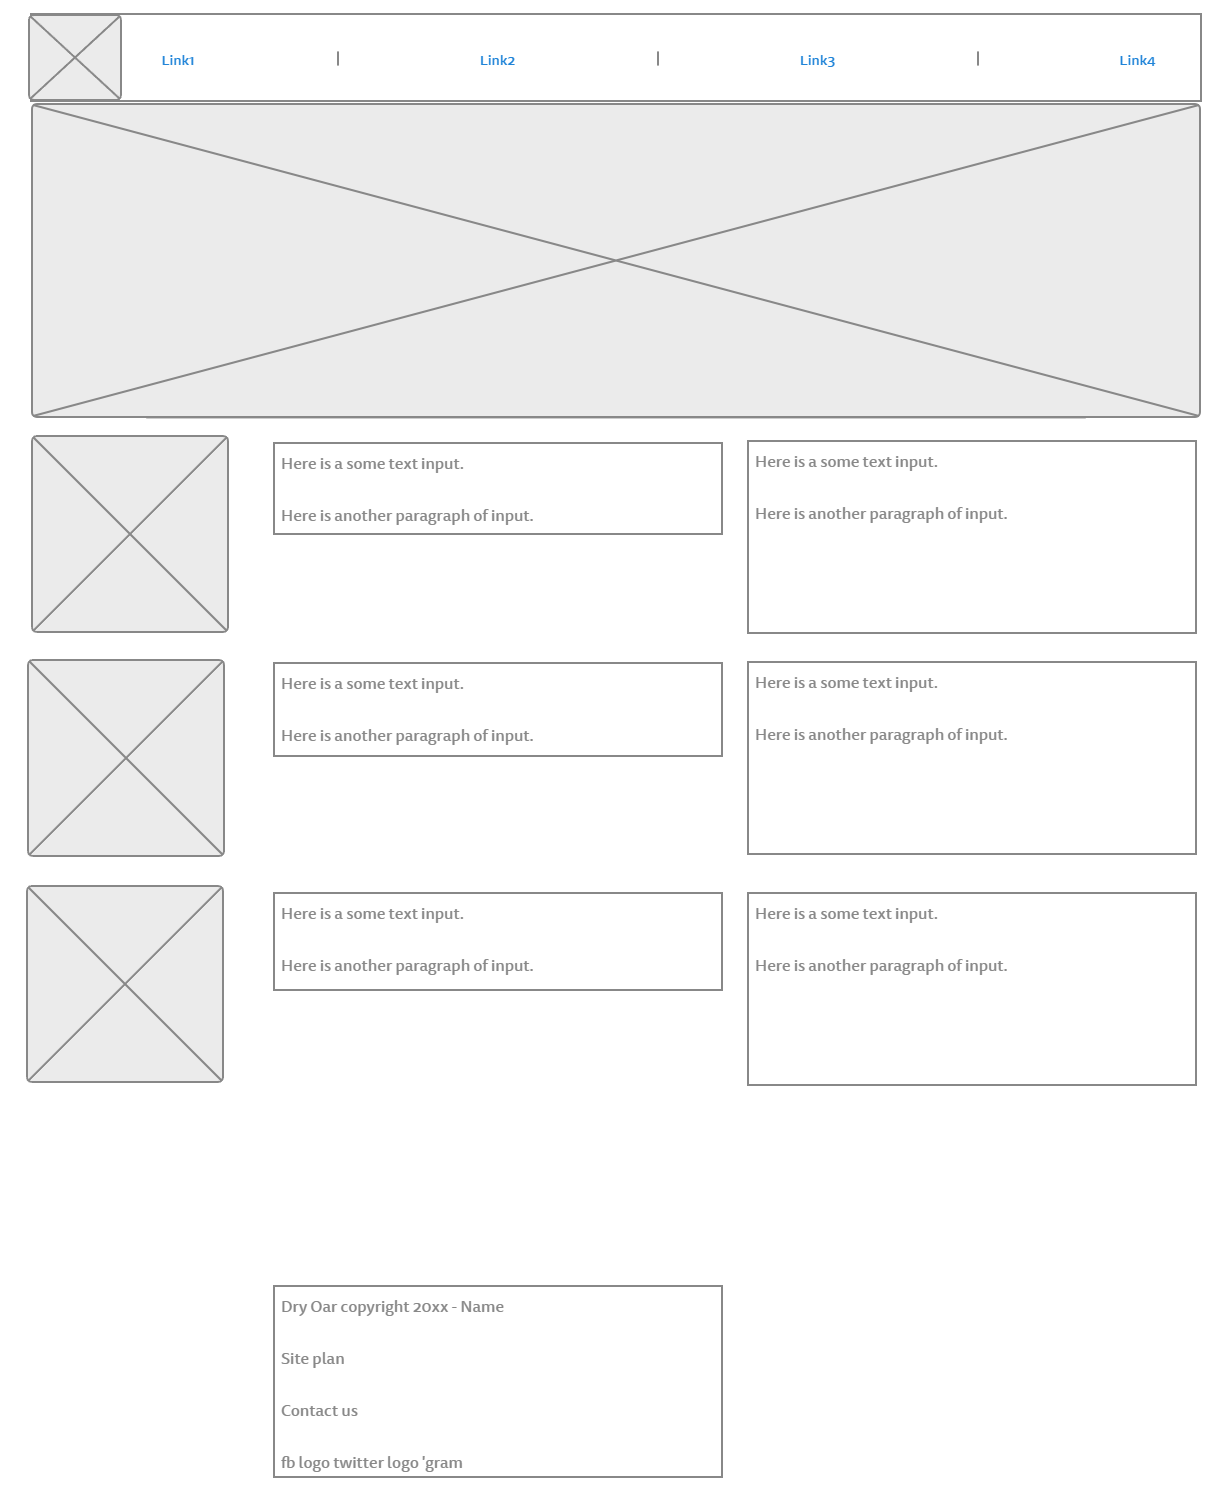 Link1 | Link2 | Link3 | Link4
Here is a some text input.
Here is another paragraph of input.
Here is a some text input.
Here is another paragraph of input.
Here is a some text input.
Here is another paragraph of input.
Here is a some text input.
Here is another paragraph of input.
Here is a some text input.
Here is another paragraph of input.
Here is a some text input.
Here is another paragraph of input.
Dry Oar copyright 20xx - Name
Site plan
Contact us
fb logo twitter logo 'gram